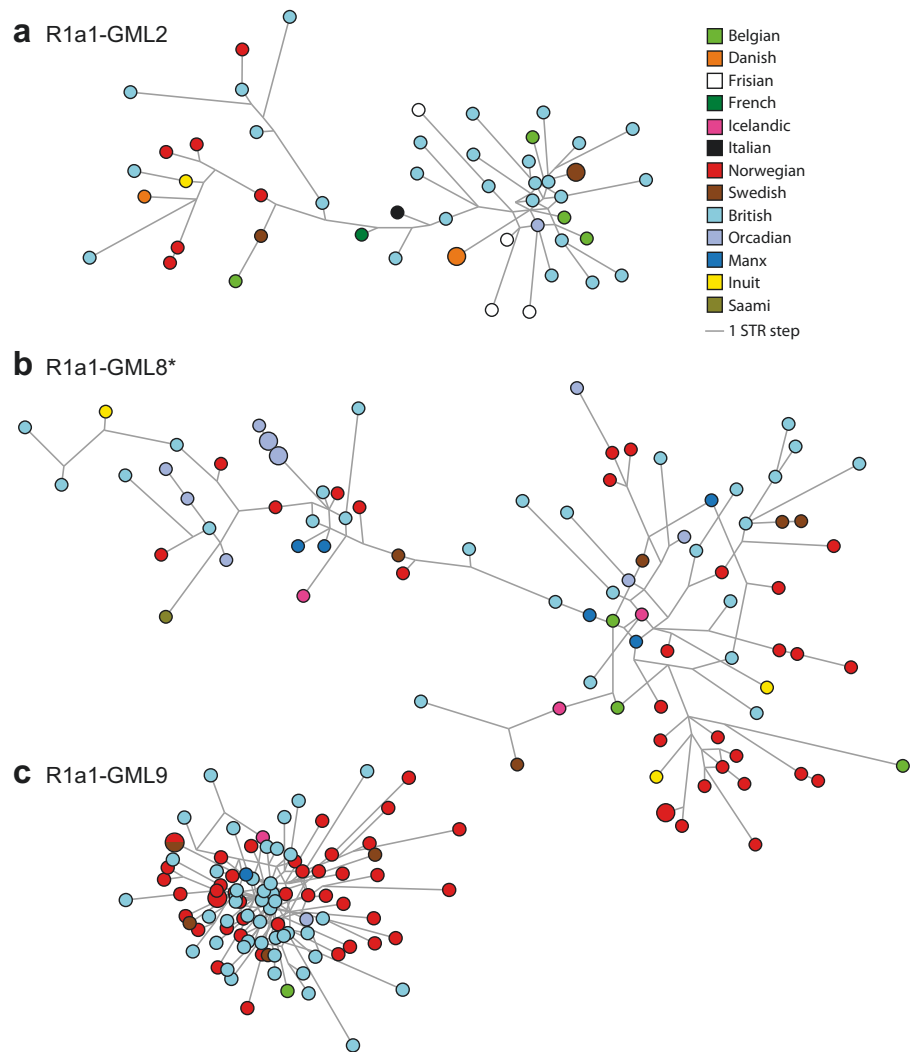 a R1a1-GML2
Belgian
Danish
Frisian
French
Icelandic
Italian
Norwegian
Swedish
British
Orcadian
Manx
Inuit
Saami
1 STR step
b R1a1-GML8*
c R1a1-GML9